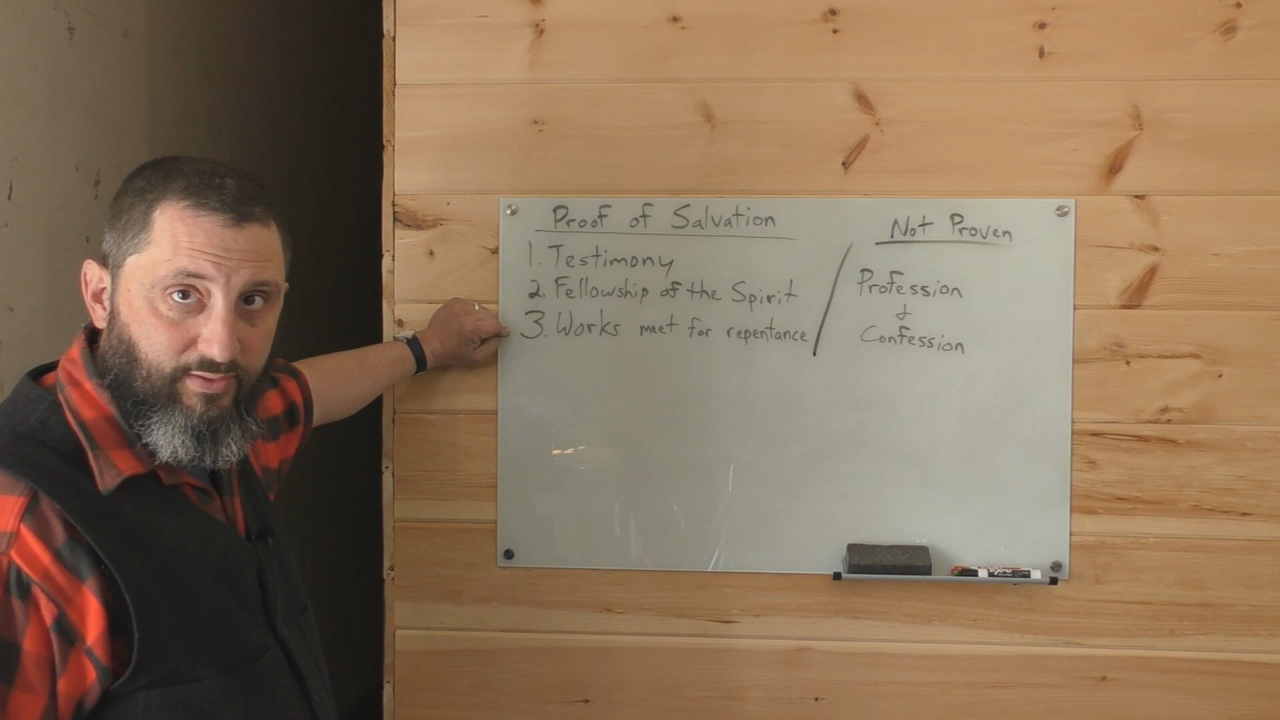 Proof of Salvation
1. Testimony
2. Fellowship of the Spirit
3. Works meet for repentance
Not Proven
Profession
&
Confession